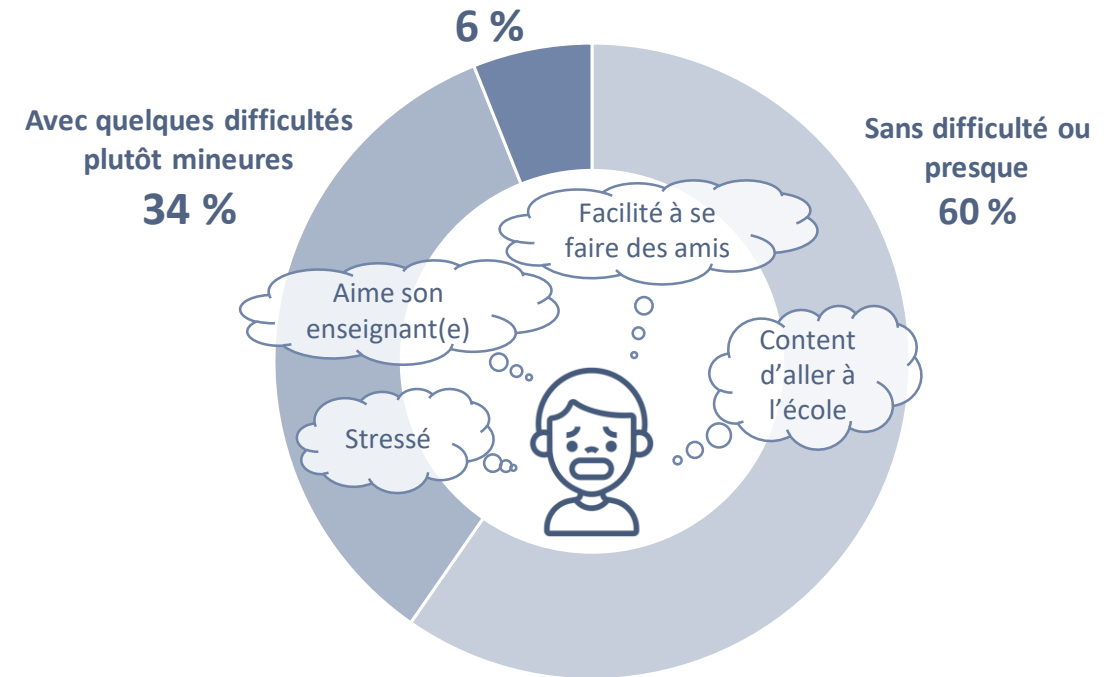 6 %
Avec quelques difficultés
plutôt mineures
34 %
Sans difficulté ou
presque
60 %
Facilité à se
faire des amis
Aime son
enseignant(e)
Content
d’aller à
l’école
Stressé